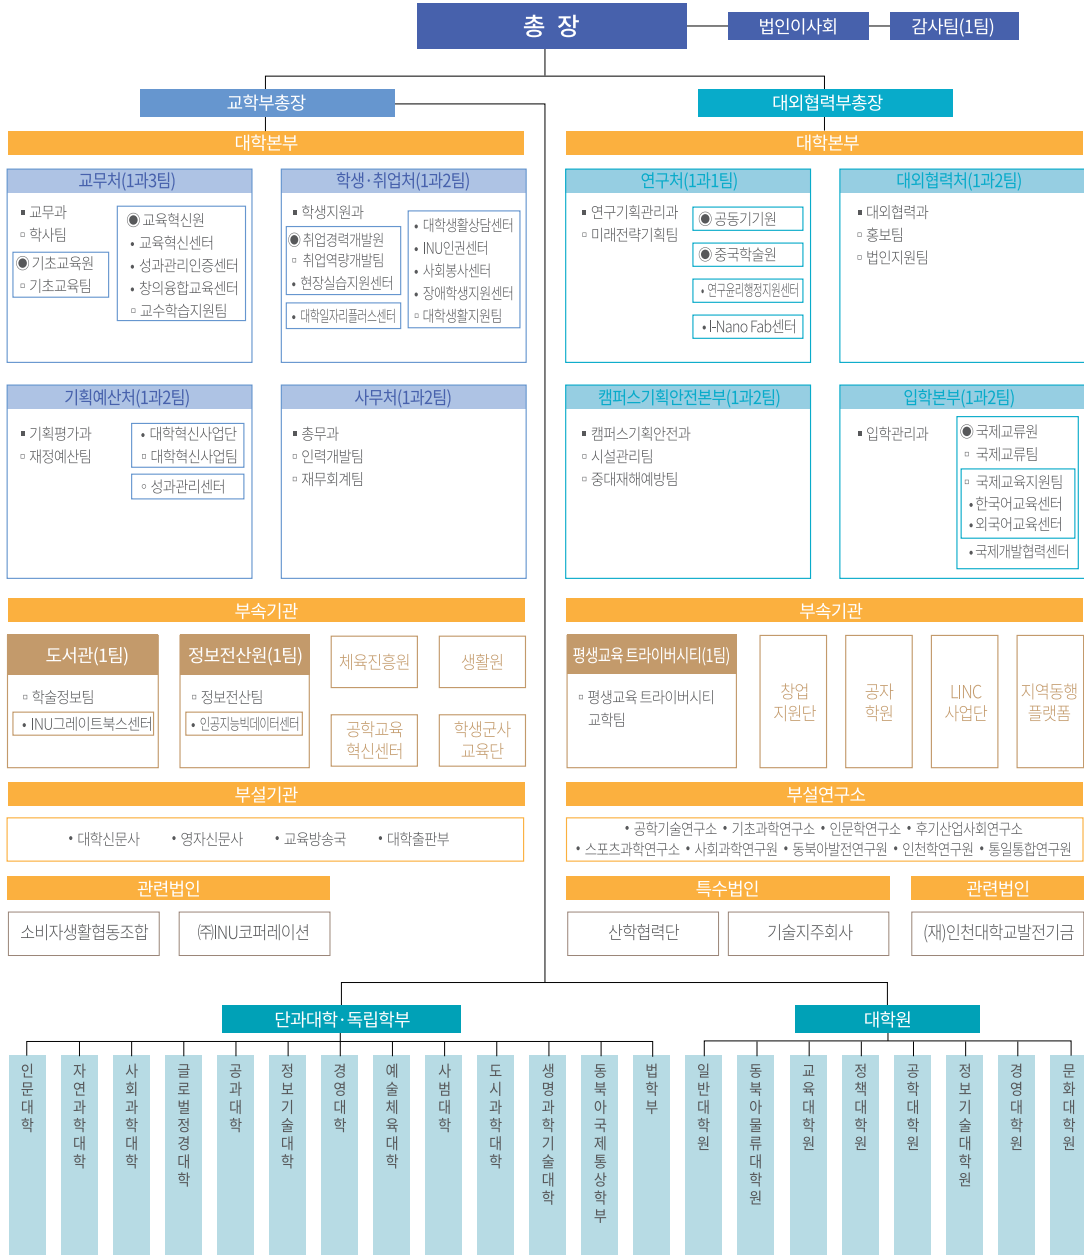 총 장
법인이사회
감사팀(1팀)
교학부총장
대외협력부총장
대학본부
대학본부
교무처(1과3팀)
▪ 교무과
▫ 학사팀
◉ 기초교육원
▫ 기초교육팀
◉ 교육혁신원
• 교육혁신센터
• 성과관리인증센터
• 창의융합교육센터
▫ 교수학습지원팀
학생·취업처(1과2팀)
▪ 학생지원과
◉ 취업경력개발원
▫ 취업역량개발팀
• 현장실습지원센터
• 대학일자리플러스센터
• 대학생활상담센터
• INU인권센터
• 사회봉사센터
• 장애학생지원센터
▫ 대학생활지원팀
연구처(1과1팀)
▪ 연구기획관리과
▫ 미래전략기획팀
◉ 공동기기원
◉ 중국학술원
• 연구윤리행정지원센터
• I-Nano Fab센터
대외협력처(1과2팀)
▪ 대외협력과
▫ 홍보팀
▫ 법인지원팀
기획예산처(1과2팀)
▪ 기획평가과
▫ 재정예산팀
• 대학혁신사업단
▫ 대학혁신사업팀
▫ 성과관리센터
사무처(1과2팀)
▪ 총무과
▫ 인력개발팀
▫ 재무회계팀
캠퍼스기획안전본부(1과2팀)
▪ 캠퍼스기획안전과
▫ 시설관리팀
▫ 중대재해예방팀
입학본부(1과2팀)
▪ 입학관리과
◉ 국제교류원
▫ 국제교류팀
▫ 국제교육지원팀
• 한국어교육센터
• 외국어교육센터
• 국제개발협력센터
부속기관
부속기관
도서관(1팀)
▫ 학술정보팀
• INU그레이트북스센터
정보전산원(1팀)
▫ 정보전산팀
• 인공지능빅데이터센터
체육진흥원
생활원
공학교육
혁신센터
학생군사
교육단
평생교육 트라이버시티(1팀)
▫ 평생교육 트라이버시티
교학팀
창업
지원단
공자
학원
LINC
사업단
지역동행
플랫폼
부설기관
• 대학신문사 • 영자신문사 • 교육방송국 • 대학출판부
부설연구소
• 공학기술연구소 • 기초과학연구소 • 인문학연구소 • 후기산업사회연구소
• 스포츠과학연구소 • 사회과학연구원 • 동북아발전연구원 • 인천학연구원 • 통일통합연구원
관련법인
소비자생활협동조합
㈜INU코퍼레이션
특수법인
산학협력단
기술지주회사
관련법인
(재)인천대학교발전기금
단과대학·독립학부
대학원
인문대학
자연과학대학
사회과학대학
글로벌정경대학
공과대학
정보기술대학
경영대학
예술체육대학
사범대학
도시과학대학
생명과학기술대학
동북아국제통상학부
법학부
일반대학원
동북아물류대학원
교육대학원
정책대학원
공학대학원
정보기술대학원
경영대학원
문화대학원